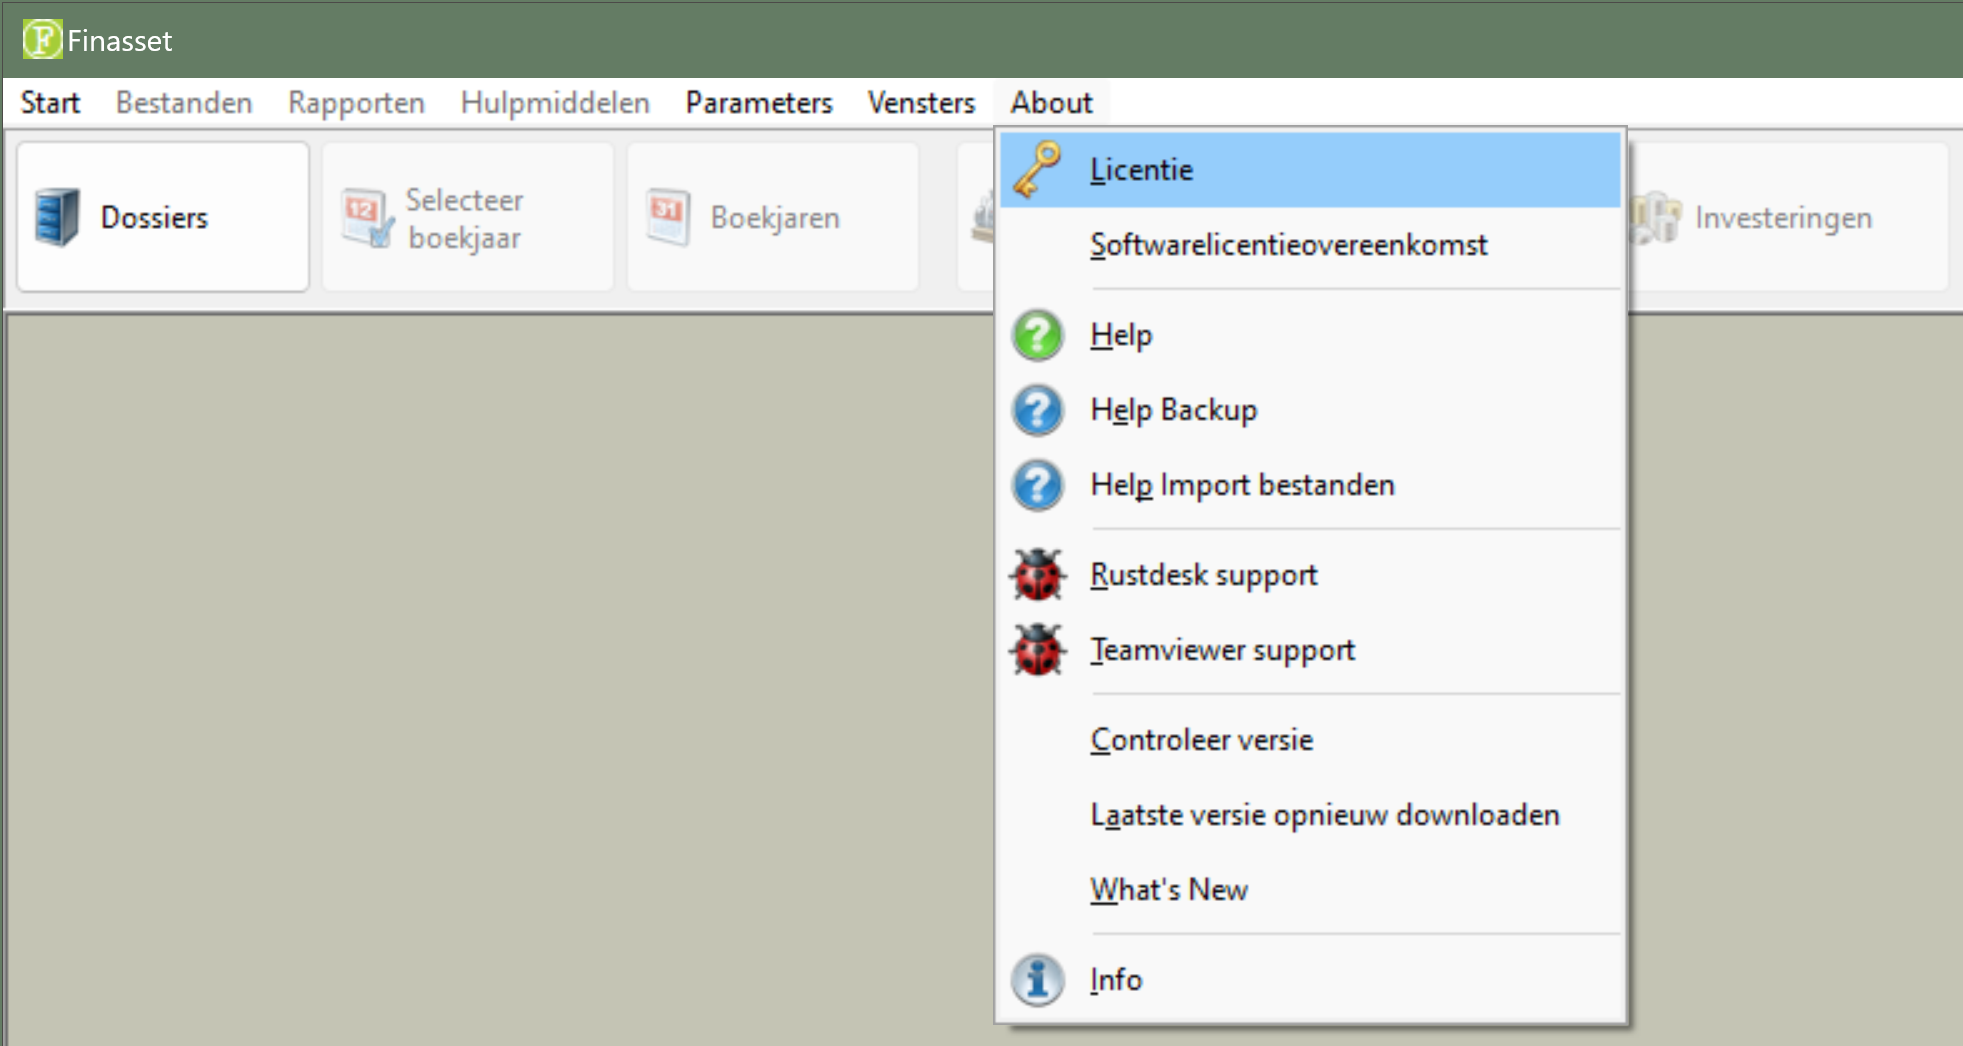 Finasset
Start Bestanden Rapporten Hulpmiddelen Parameters Vensters About
Dossiers
Selecteer
boekjaar
Boekjaren
Investeringen
Licentie
Softwarelicentieovereenkomst
Help
Help Backup
Help Import bestanden
Rustdesk support
Teamviewer support
Controleer versie
Laatste versie opnieuw downloaden
What's New
Info